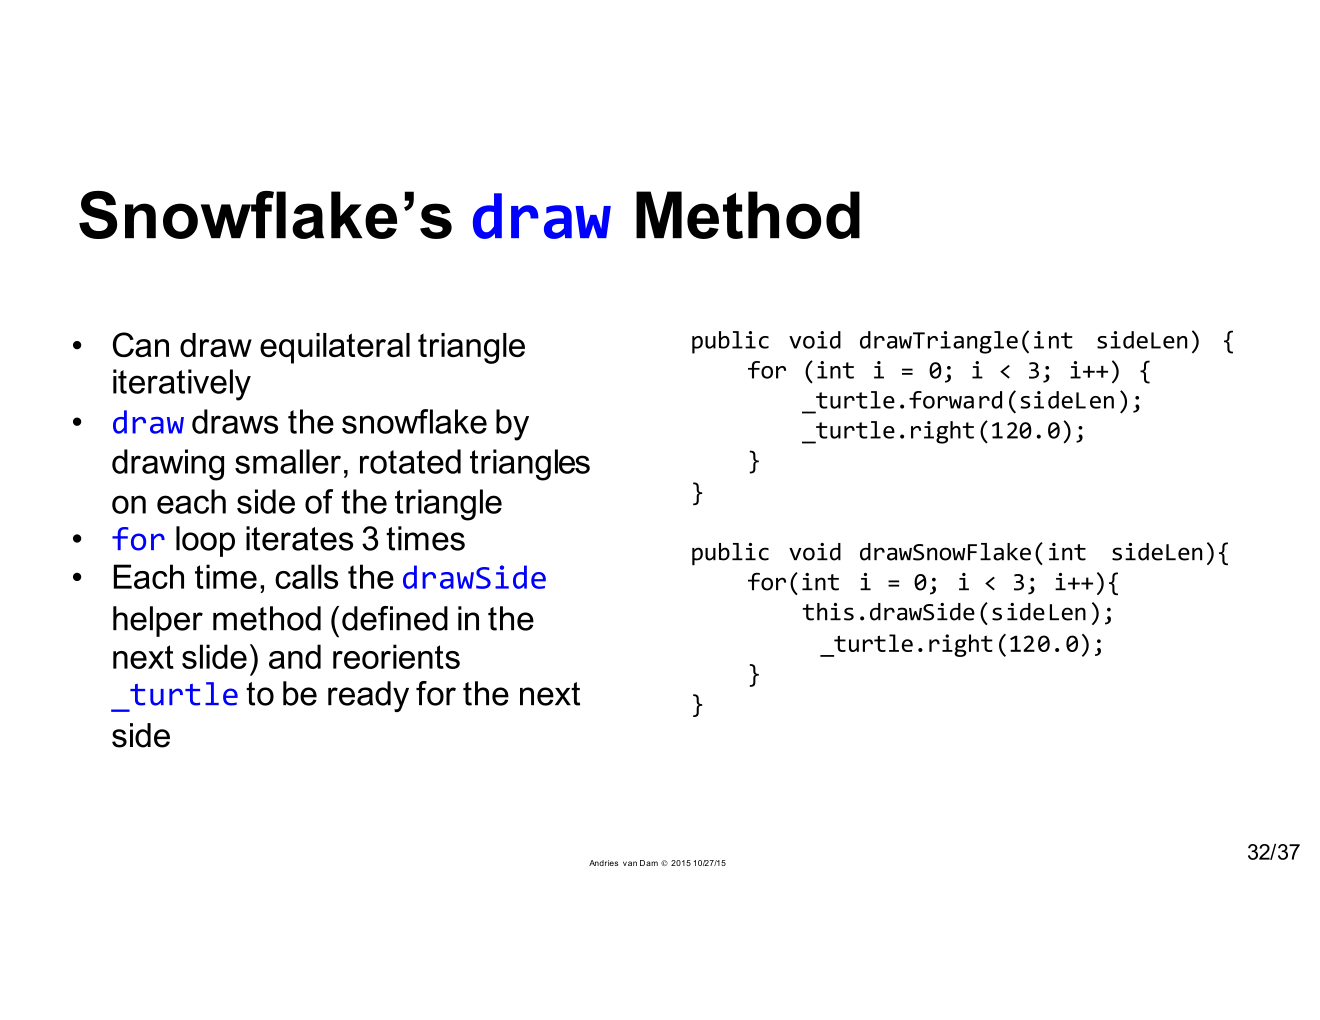 Snowflake’s draw Method
• Can draw equilateral triangle
iteratively
• draw draws the snowflake by
drawing smaller, rotated triangles
on each side of the triangle
• for loop iterates 3 times
• Each time, calls the drawSide
helper method (defined in the
next slide) and reorients
_turtle to be ready for the next
side
public void drawTriangle(int sideLen) {
for (int i = 0; i < 3; i++) {
_turtle.forward(sideLen);
_turtle.right(120.0);
}
}
public void drawSnowFlake(int sideLen){
for(int i = 0; i < 3; i++){
this.drawSide(sideLen);
_turtle.right(120.0);
}
}
Andries van Dam © 2015 10/27/15
32/37